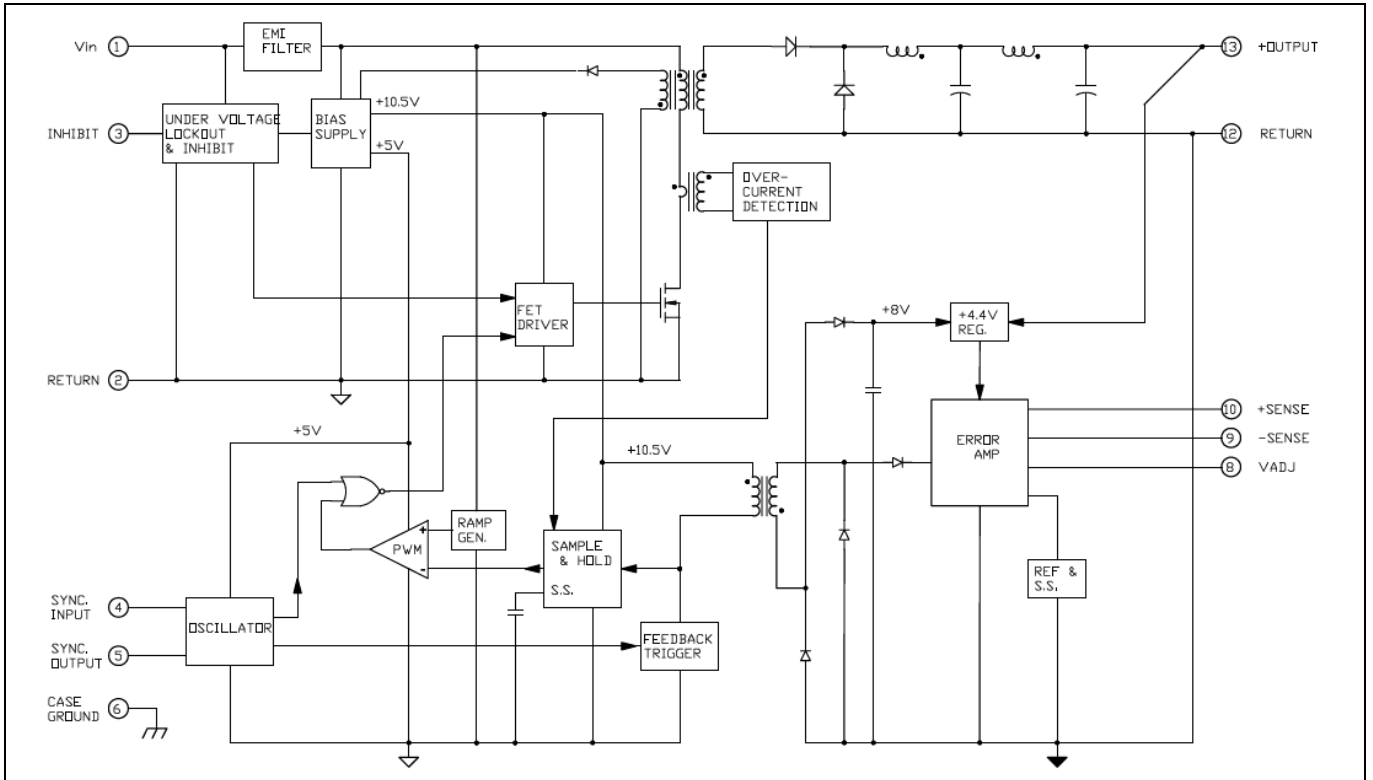 Vin 1
EMI
FILTER
13 +OUTPUT
INHIBIT 3
UNDER VOLTAGE
LOCKOUT
& INHIBIT
BIAS
SUPPLY
+10.5V
+5V
12 RETURN
OVER-
CURRENT
DETECTION
FET
DRIVER
+8V
+4.4V
REG.
RETURN 2
+5V
+10.5V
ERROR
AMP
10 +SENSE
9 -SENSE
8 VADJ
+
PWM
-
RAMP
GEN.
SAMPLE
& HOLD
S.S.
REF &
S.S.
SYNC.
INPUT 4
OSCILLATOR
SYNC.
OUTPUT 5
FEEDBACK
TRIGGER
CASE
GROUND 6